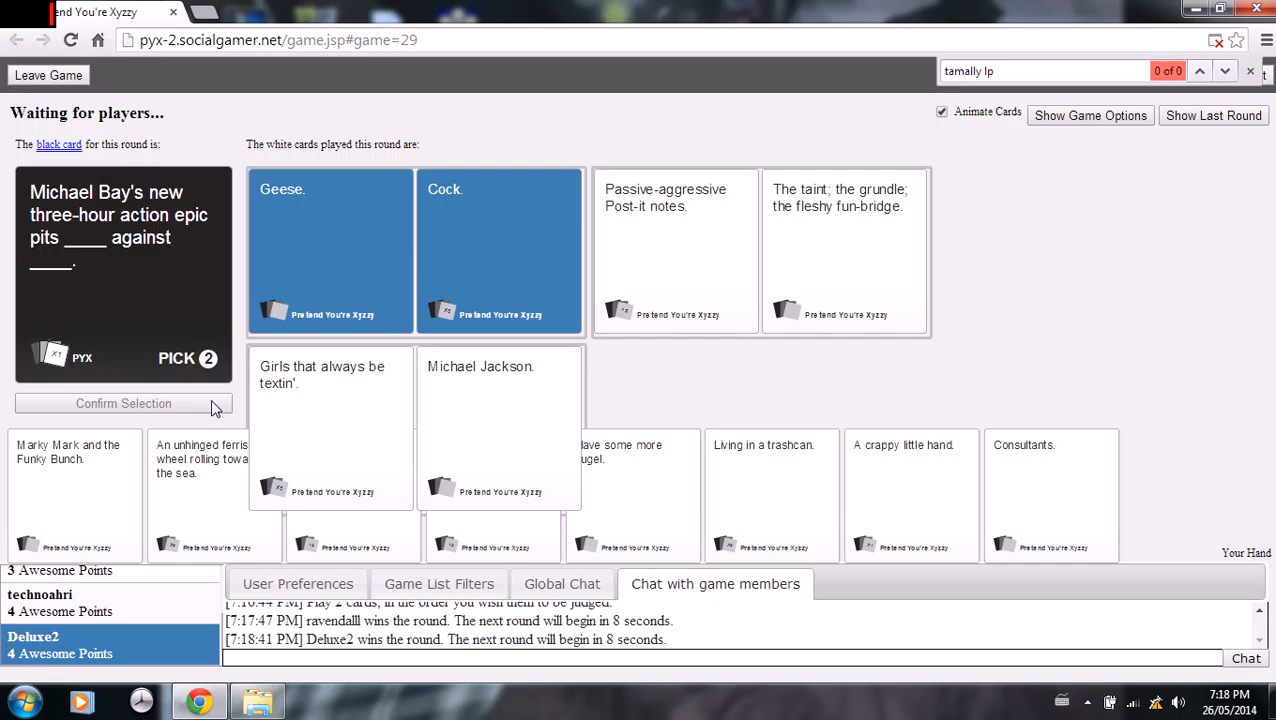 end You're Xyzzy
pyx-2.socialgamer.net/game.jsp#game=29
Leave Game
tamally lp
0 of 0
Waiting for players...
Animate Cards
Show Game Options
Show Last Round
The black card for this round is:
The white cards played this round are:
Michael Bay's new
three-hour action epic
pits ____ against
____.
PYX
PICK 2
Geese.
Pretend You're Xyzzy
Cock.
Pretend You're Xyzzy
Passive-aggressive
Post-it notes.
Pretend You're Xyzzy
The taint; the grundle;
the fleshy fun-bridge.
Pretend You're Xyzzy
Girls that always be
textin'.
Pretend You're Xyzzy
Michael Jackson.
Pretend You're Xyzzy
Confirm Selection
Marky Mark and the
Funky Bunch.
Pretend You're Xyzzy
An unhinged ferris
wheel rolling
the sea.
Pretend You're Xyzzy
Pretend You're Xyzzy
Pretend You're Xyzzy
some more
Pretend You're Xyzzy
Living in a trashcan.
Pretend You're Xyzzy
A crappy little hand.
Pretend You're Xyzzy
Consultants.
Pretend You're Xyzzy
Your Hand
3 Awesome Points
technoahri
4 Awesome Points
Deluxe2
4 Awesome Points
User Preferences
Game List Filters
Global Chat
Chat with game members
Play 2 cards, in the order you wish them to be judged.
[7:17:47 PM] ravendalll wins the round. The next round will begin in 8 seconds.
[7:18:41 PM] Deluxe2 wins the round. The next round will begin in 8 seconds.
Chat
7:18 PM
26/05/2014